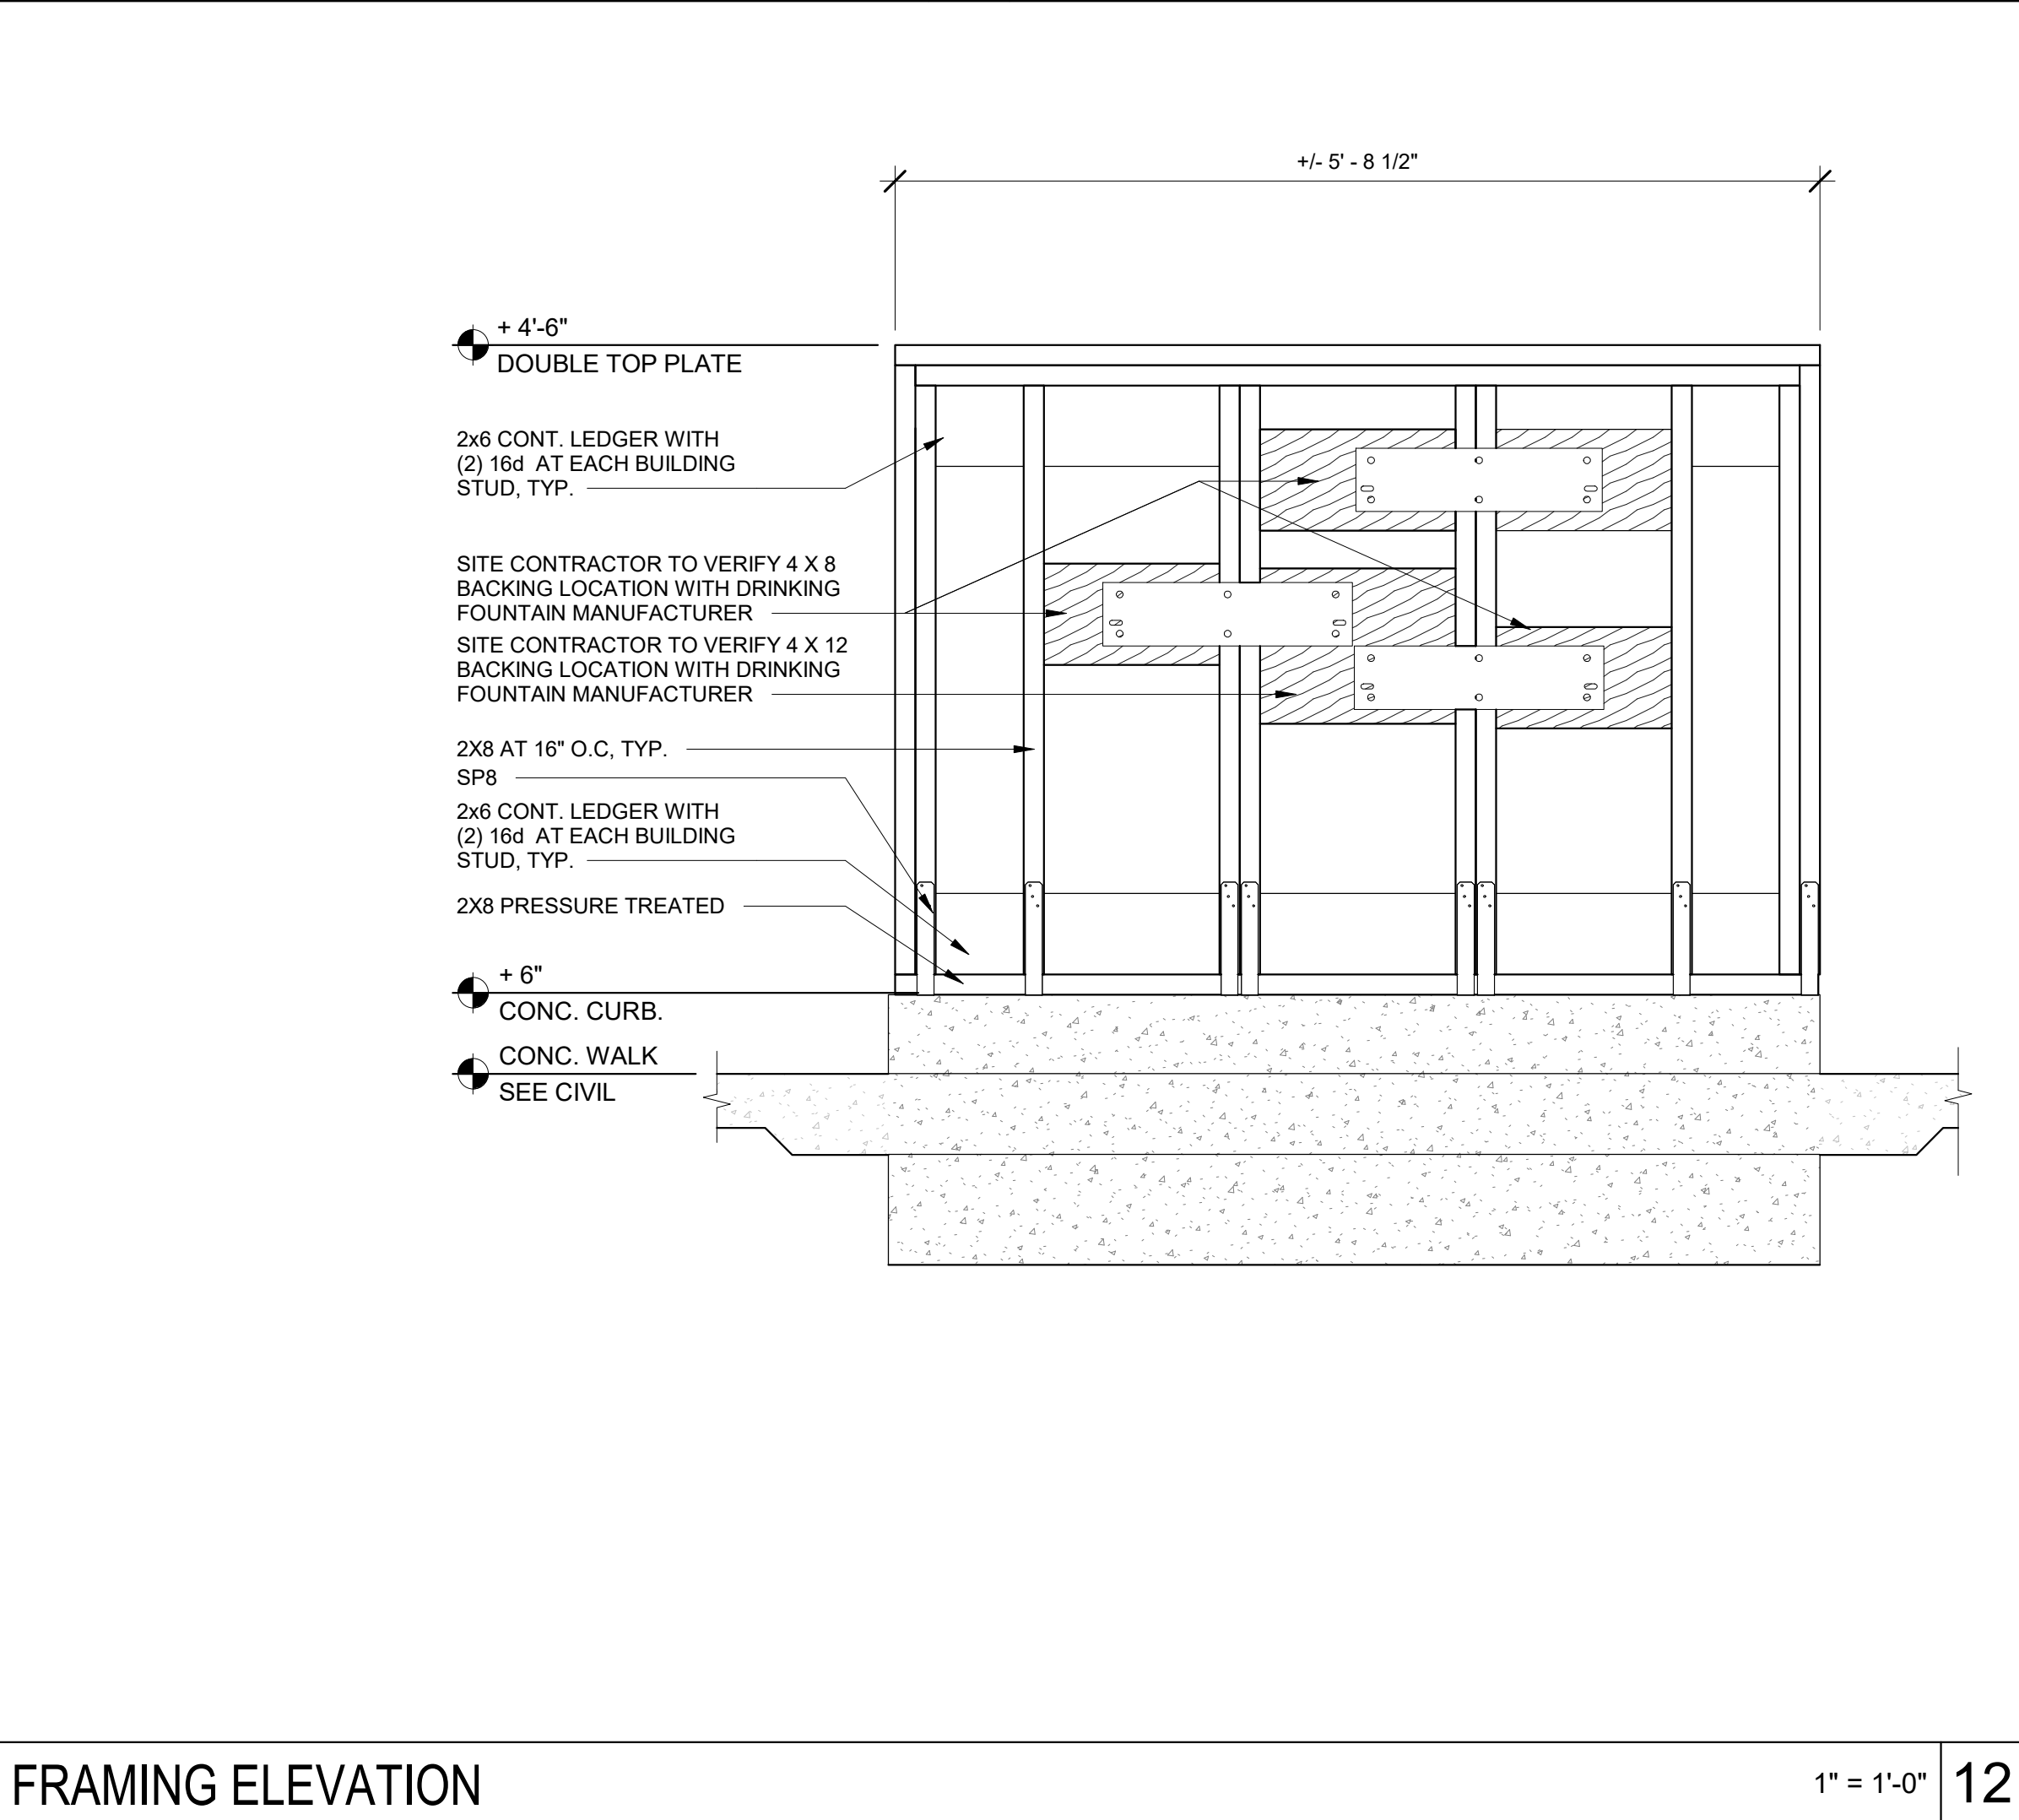 +/- 5' - 8 1/2"
+ 4'-6"
DOUBLE TOP PLATE
2x6 CONT. LEDGER WITH
(2) 16d AT EACH BUILDING
STUD, TYP.
SITE CONTRACTOR TO VERIFY 4 X 8
BACKING LOCATION WITH DRINKING
FOUNTAIN MANUFACTURER
SITE CONTRACTOR TO VERIFY 4 X 12
BACKING LOCATION WITH DRINKING
FOUNTAIN MANUFACTURER
2X8 AT 16" O.C, TYP.
SP8
2x6 CONT. LEDGER WITH
(2) 16d AT EACH BUILDING
STUD, TYP.
2X8 PRESSURE TREATED
+ 6"
CONC. CURB.
CONC. WALK
SEE CIVIL
FRAMING ELEVATION
1" = 1'-0"
12